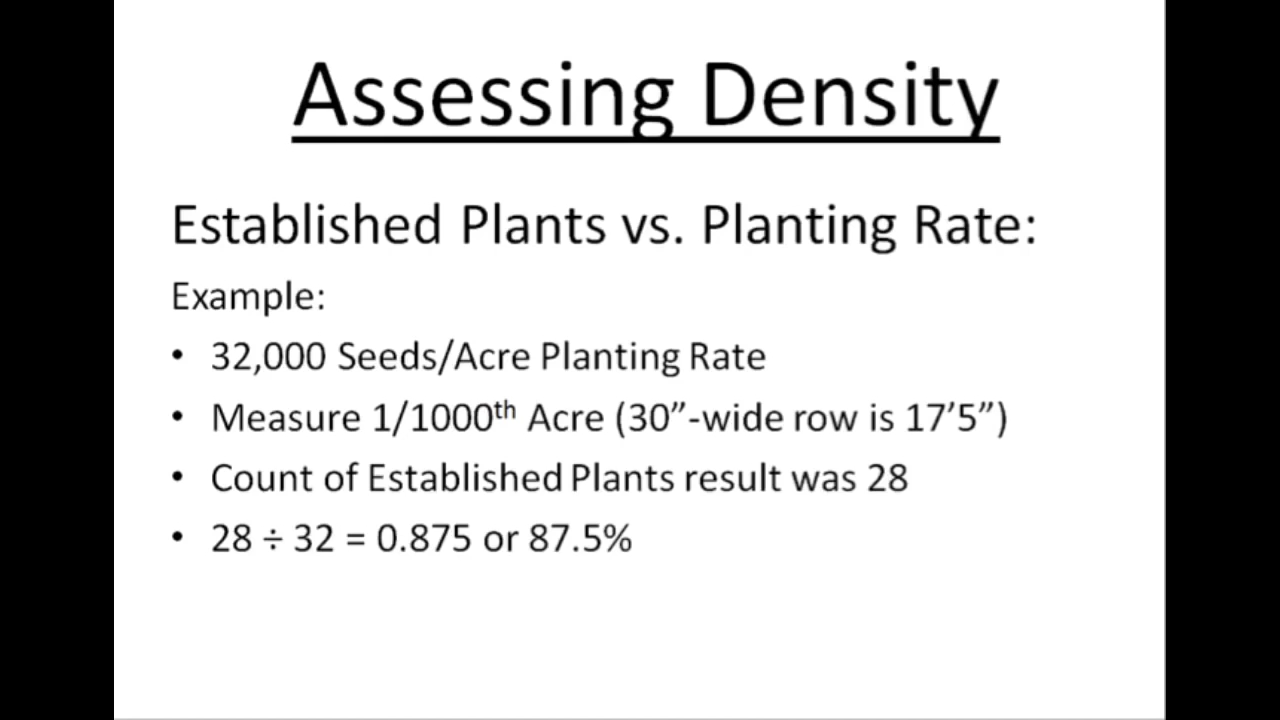 Assessing Density
Established Plants vs. Planting Rate:
Example:
• 32,000 Seeds/Acre Planting Rate
• Measure 1/1000th Acre (30”-wide row is 17’5”)
• Count of Established Plants result was 28
• 28 ÷ 32 = 0.875 or 87.5%